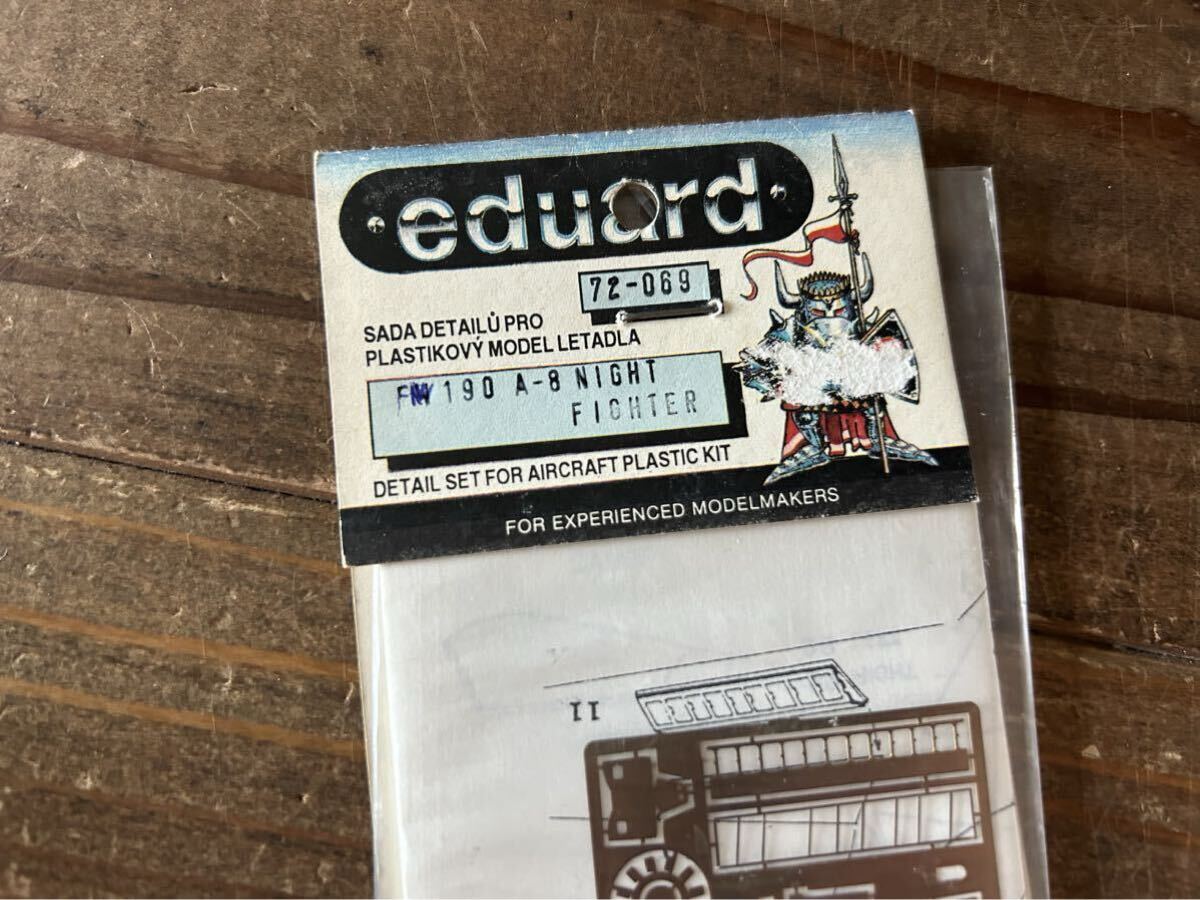 eduard
72-069
SADA DETAILŮ PRO
PLASTIKOVÝ MODEL LETADLA
FW 190 A-8 NIGHT
FIGHTER
DETAIL SET FOR AIRCRAFT PLASTIC KIT
FOR EXPERIENCED MODELMAKERS
11